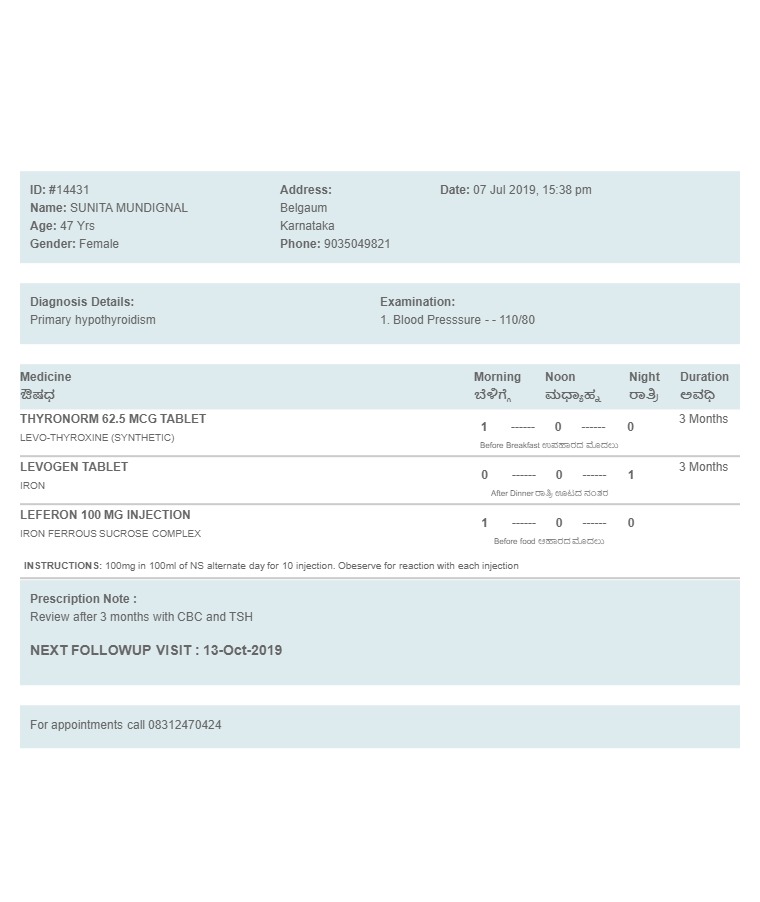 ID: #14431
Name: SUNITA MUNDIGNAL
Age: 47 Yrs
Gender: Female
Address:
Belgaum
Karnataka
Phone: 9035049821
Date: 07 Jul 2019, 15:38 pm
Diagnosis Details:
Primary hypothyroidism
Examination:
1. Blood Presssure - - 110/80
Medicine Morning Noon Night Duration
ಔಷಧ ಬೆಳಿಗ್ಗೆ ಮಧ್ಯಾಹ್ನ ರಾತ್ರಿ ಅವಧಿ
THYRONORM 62.5 MCG TABLET 1 ------ 0 ------ 0 3 Months
LEVO-THYROXINE (SYNTHETIC)
Before Breakfast ಉಪಹಾರದ ಮೊದಲು
LEVOGEN TABLET 0 ------ 0 ------ 1 3 Months
IRON
After Dinner ರಾತ್ರಿ ಊಟದ ನಂತರ
LEFERON 100 MG INJECTION 1 ------ 0 ------ 0
IRON FERROUS SUCROSE COMPLEX
Before food ಆಹಾರದ ಮೊದಲು
INSTRUCTIONS: 100mg in 100ml of NS alternate day for 10 injection. Obeserve for reaction with each injection
Prescription Note :
Review after 3 months with CBC and TSH
NEXT FOLLOWUP VISIT : 13-Oct-2019
For appointments call 08312470424